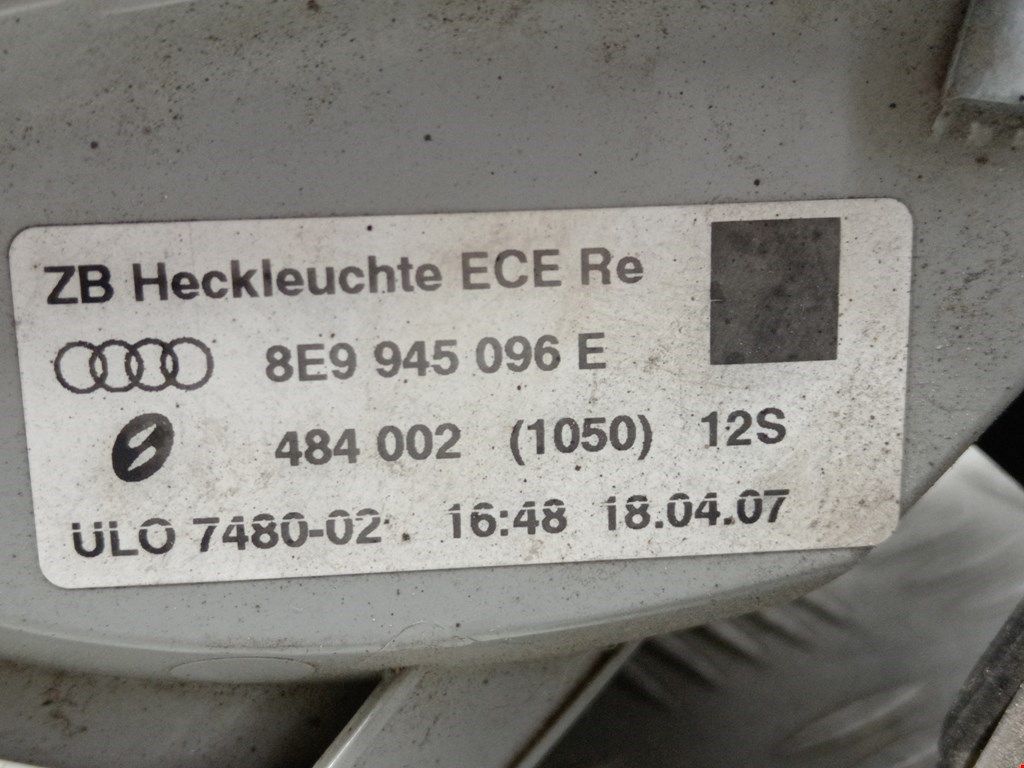 ZB Heckleuchte ECE Re
8E9 945 096 E
484 002 (1050) 12S
ULO 7480-02 16:48 18.04.07